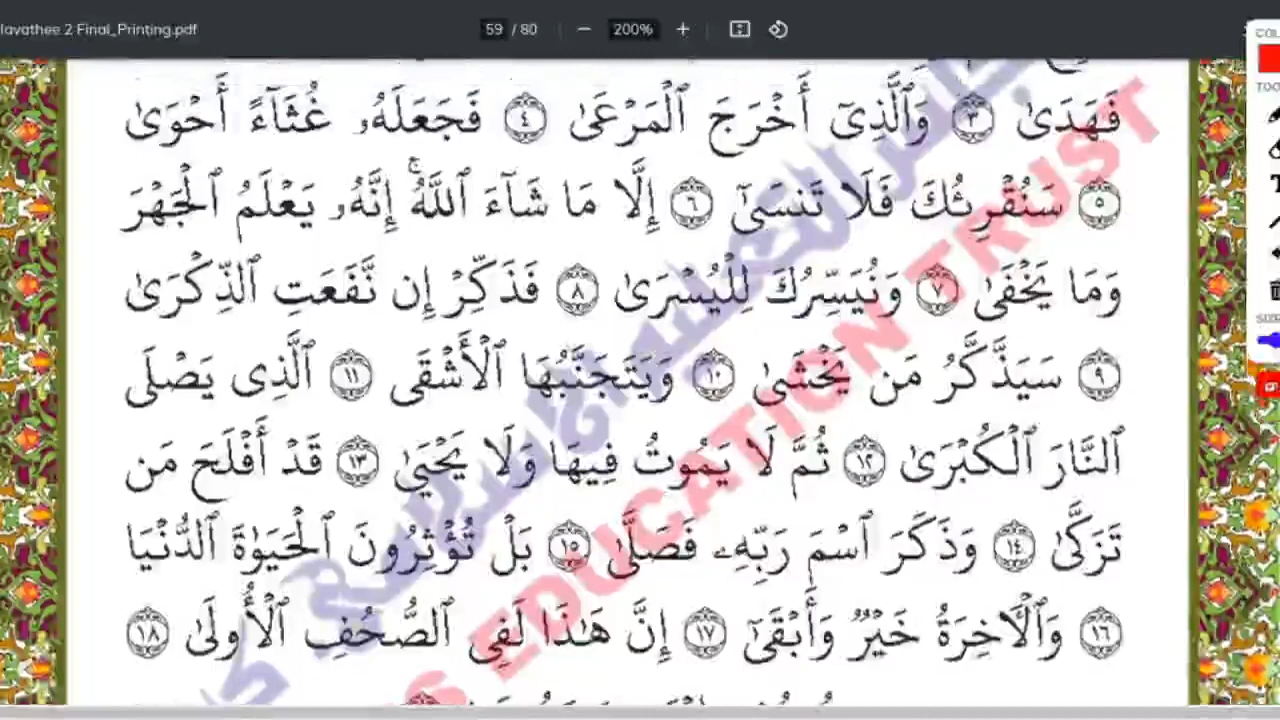 lavathee 2 Final_Printing.pdf
59 / 80
200%
فَهَدَىٰ ٣ وَٱلَّذِىٓ أَخْرَجَ ٱلْمَرْعَىٰ ٤ فَجَعَلَهُۥ غُثَآءً أَحْوَىٰ
٥ سَنُقْرِئُكَ فَلَا تَنسَىٰٓ ٦ إِلَّا مَا شَآءَ ٱللَّهُۚ إِنَّهُۥ يَعْلَمُ ٱلْجَهْرَ
وَمَا يَخْفَىٰ ٧ وَنُيَسِّرُكَ لِلْيُسْرَىٰ ٨ فَذَكِّرْ إِن نَّفَعَتِ ٱلذِّكْرَىٰ
٩ سَيَذَّكَّرُ مَن يَخْشَىٰ ١٠ وَيَتَجَنَّبُهَا ٱلْأَشْقَى ١١ ٱلَّذِى يَصْلَى
ٱلنَّارَ ٱلْكُبْرَىٰ ١٢ ثُمَّ لَا يَمُوتُ فِيهَا وَلَا يَحْيَىٰ ١٣ قَدْ أَفْلَحَ مَن
تَزَكَّىٰ ١٤ وَذَكَرَ ٱسْمَ رَبِّهِۦ فَصَلَّىٰ ١٥ بَلْ تُؤْثِرُونَ ٱلْحَيَوٰةَ ٱلدُّنْيَا
١٦ وَٱلْءَاخِرَةُ خَيْرٌ وَأَبْقَىٰٓ ١٧ إِنَّ هَٰذَا لَفِى ٱلصُّحُفِ ٱلْأُولَىٰ ١٨
EDUCATION TRUST